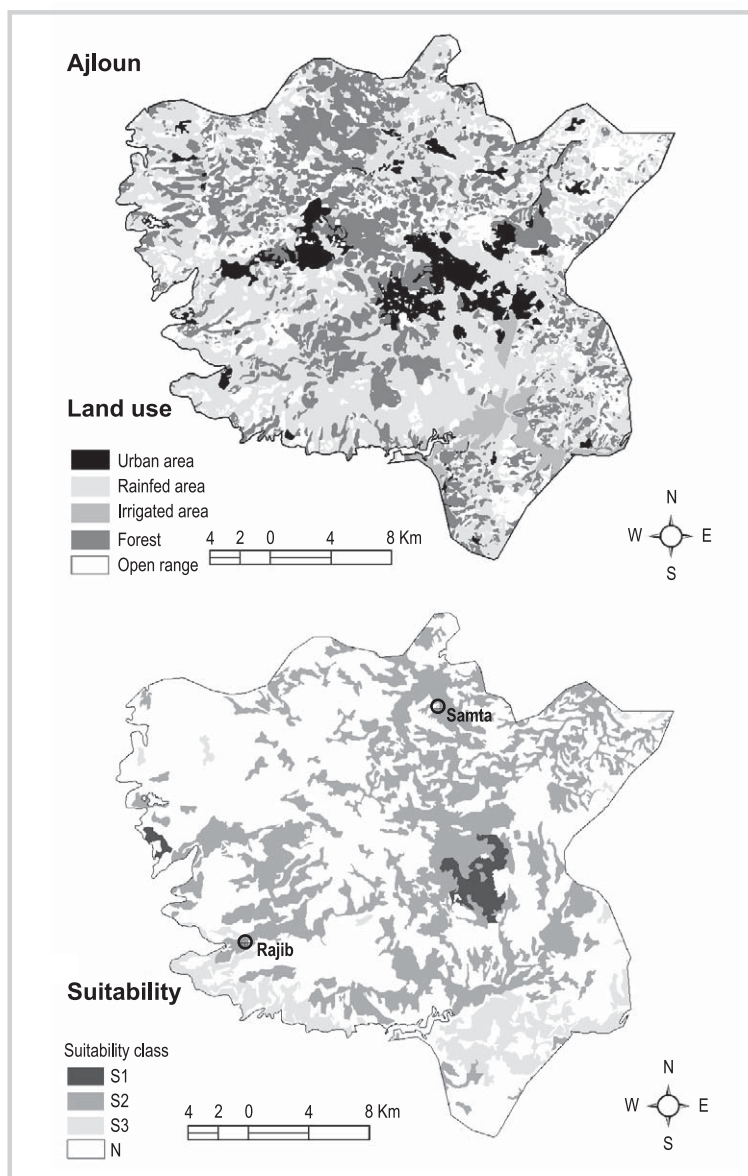 Ajloun
Land use
Urban area
Rainfed area
Irrigated area
Forest
Open range
4 2 0 4 8 Km
N
W E
S
Samta
Rajib
Suitability
Suitability class
S1
S2
S3
N
4 2 0 4 8 Km
N
W E
S